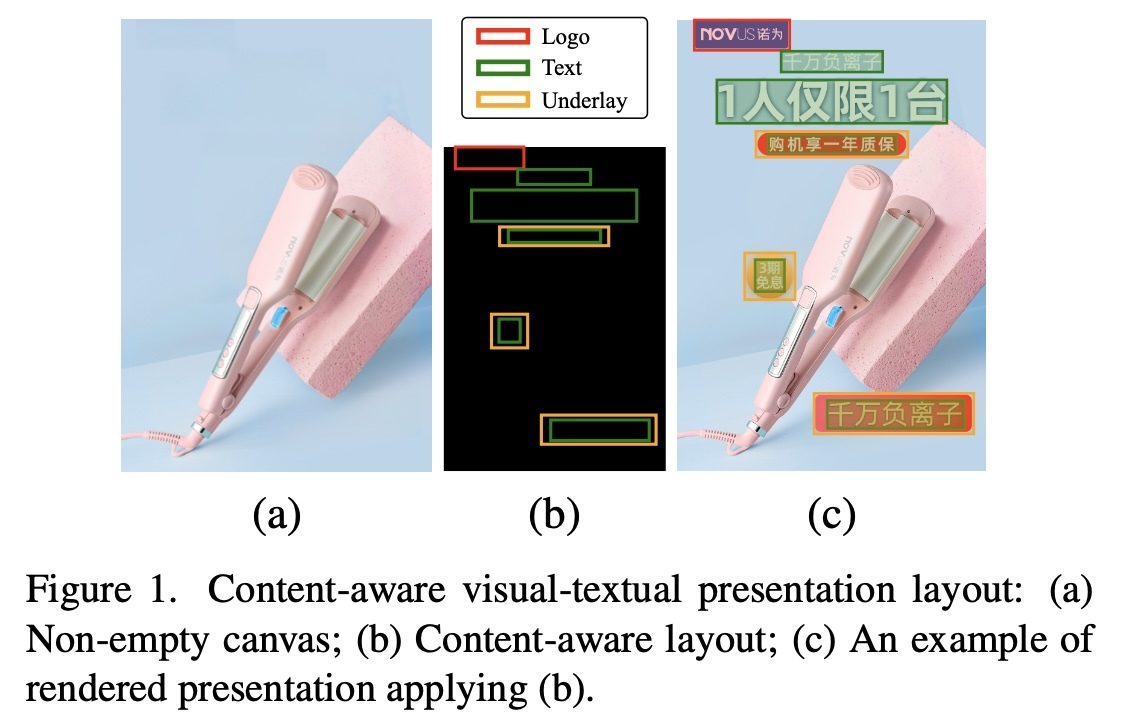 Logo
Text
Underlay
NOVUS诺为
千万负离子
1人仅限1台
购机享一年质保
3期
免息
千万负离子
(a)
(b)
(c)
Figure 1. Content-aware visual-textual presentation layout: (a)
Non-empty canvas; (b) Content-aware layout; (c) An example of
rendered presentation applying (b).